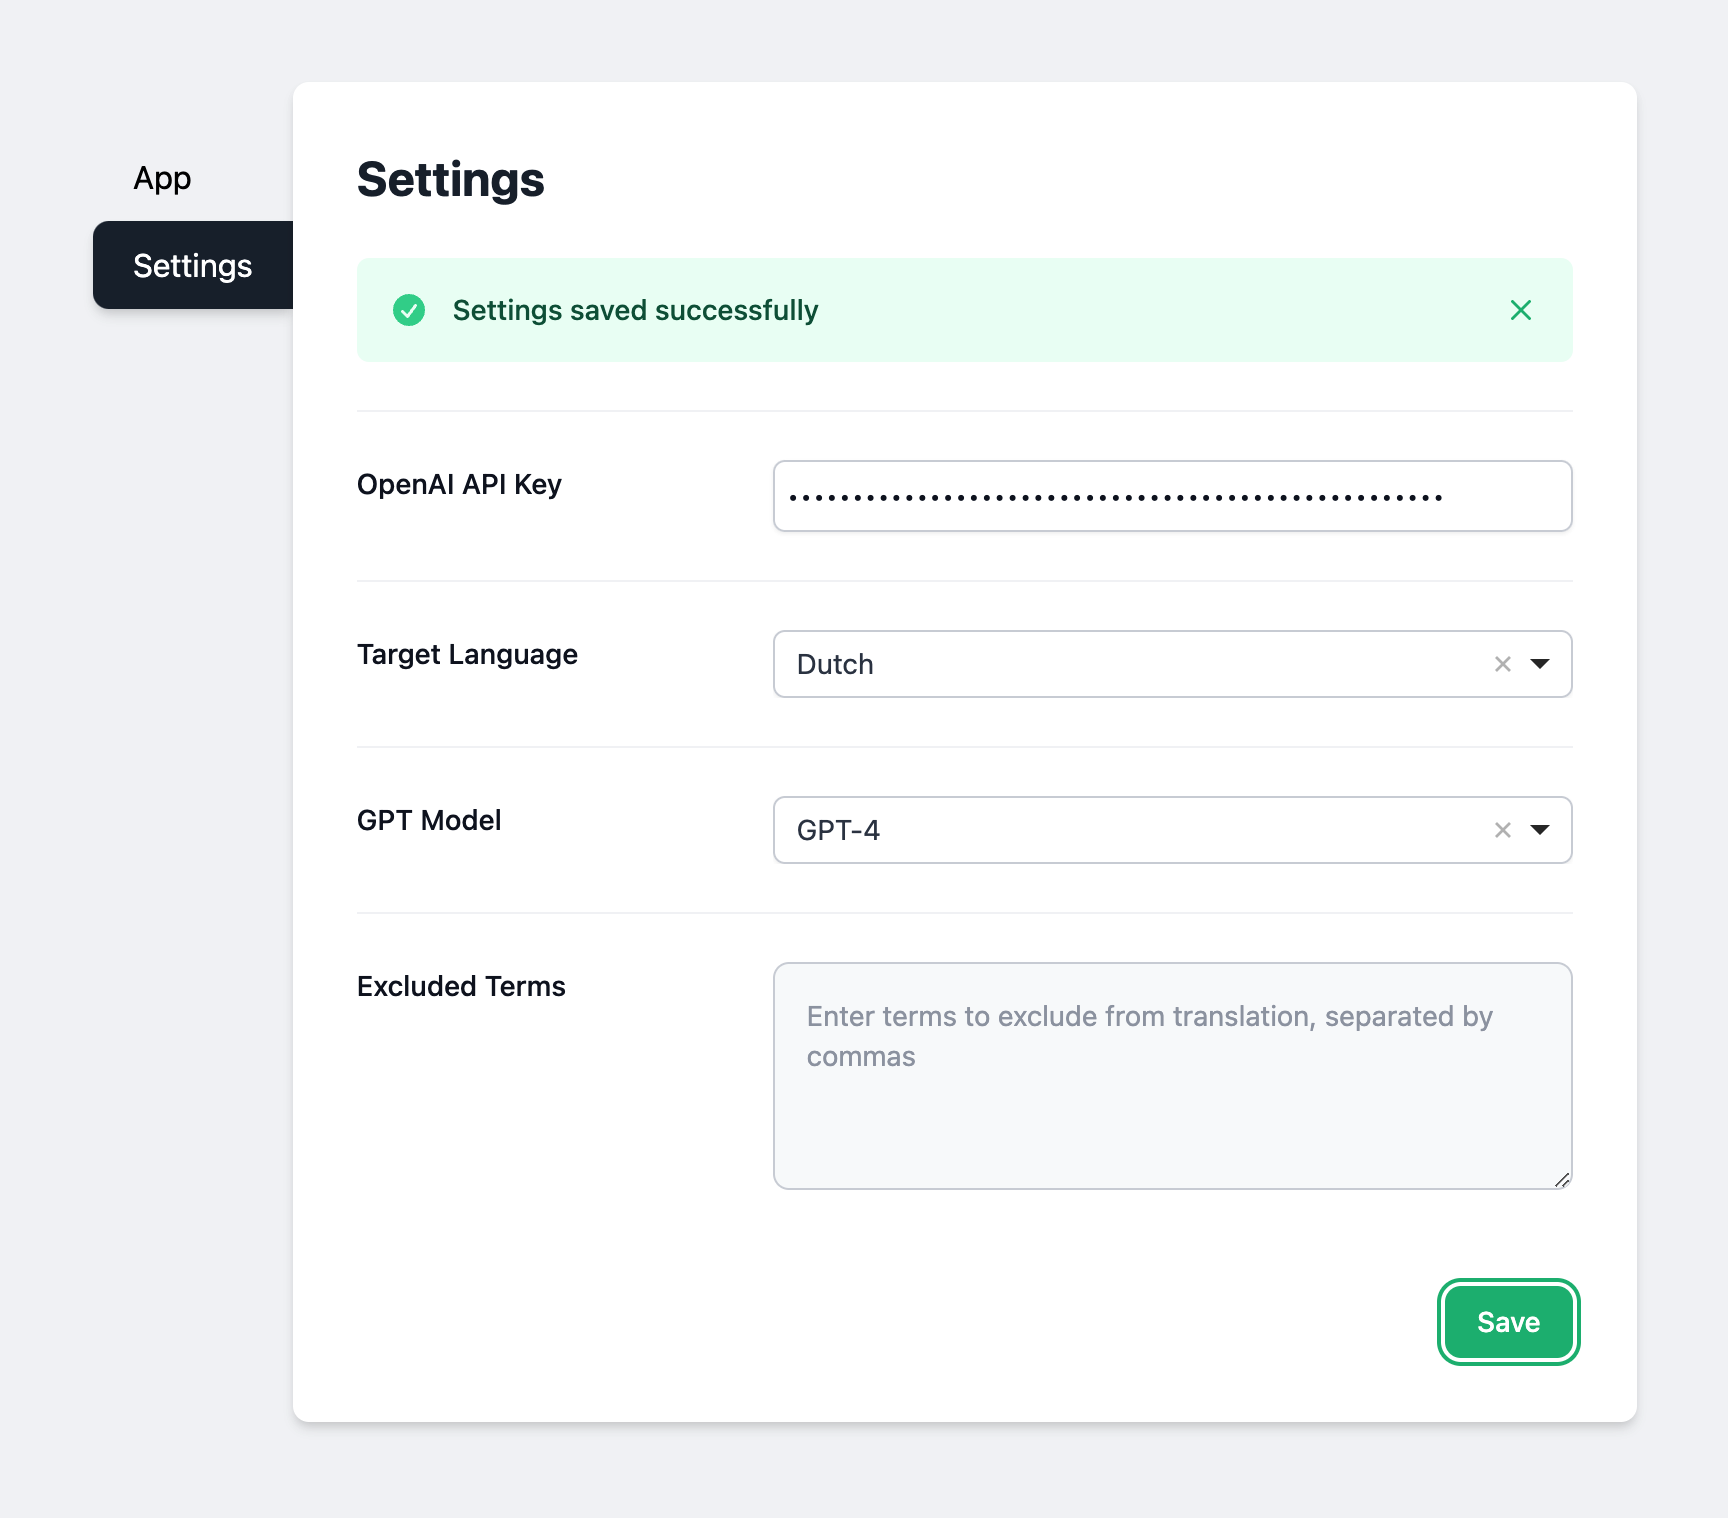 App
Settings
Settings
Settings saved successfully
OpenAI API Key
••••••••••••••••••••••••••••••••••••••••••••••••••
Target Language
Dutch
GPT Model
GPT-4
Excluded Terms
Enter terms to exclude from translation, separated by
commas
Save